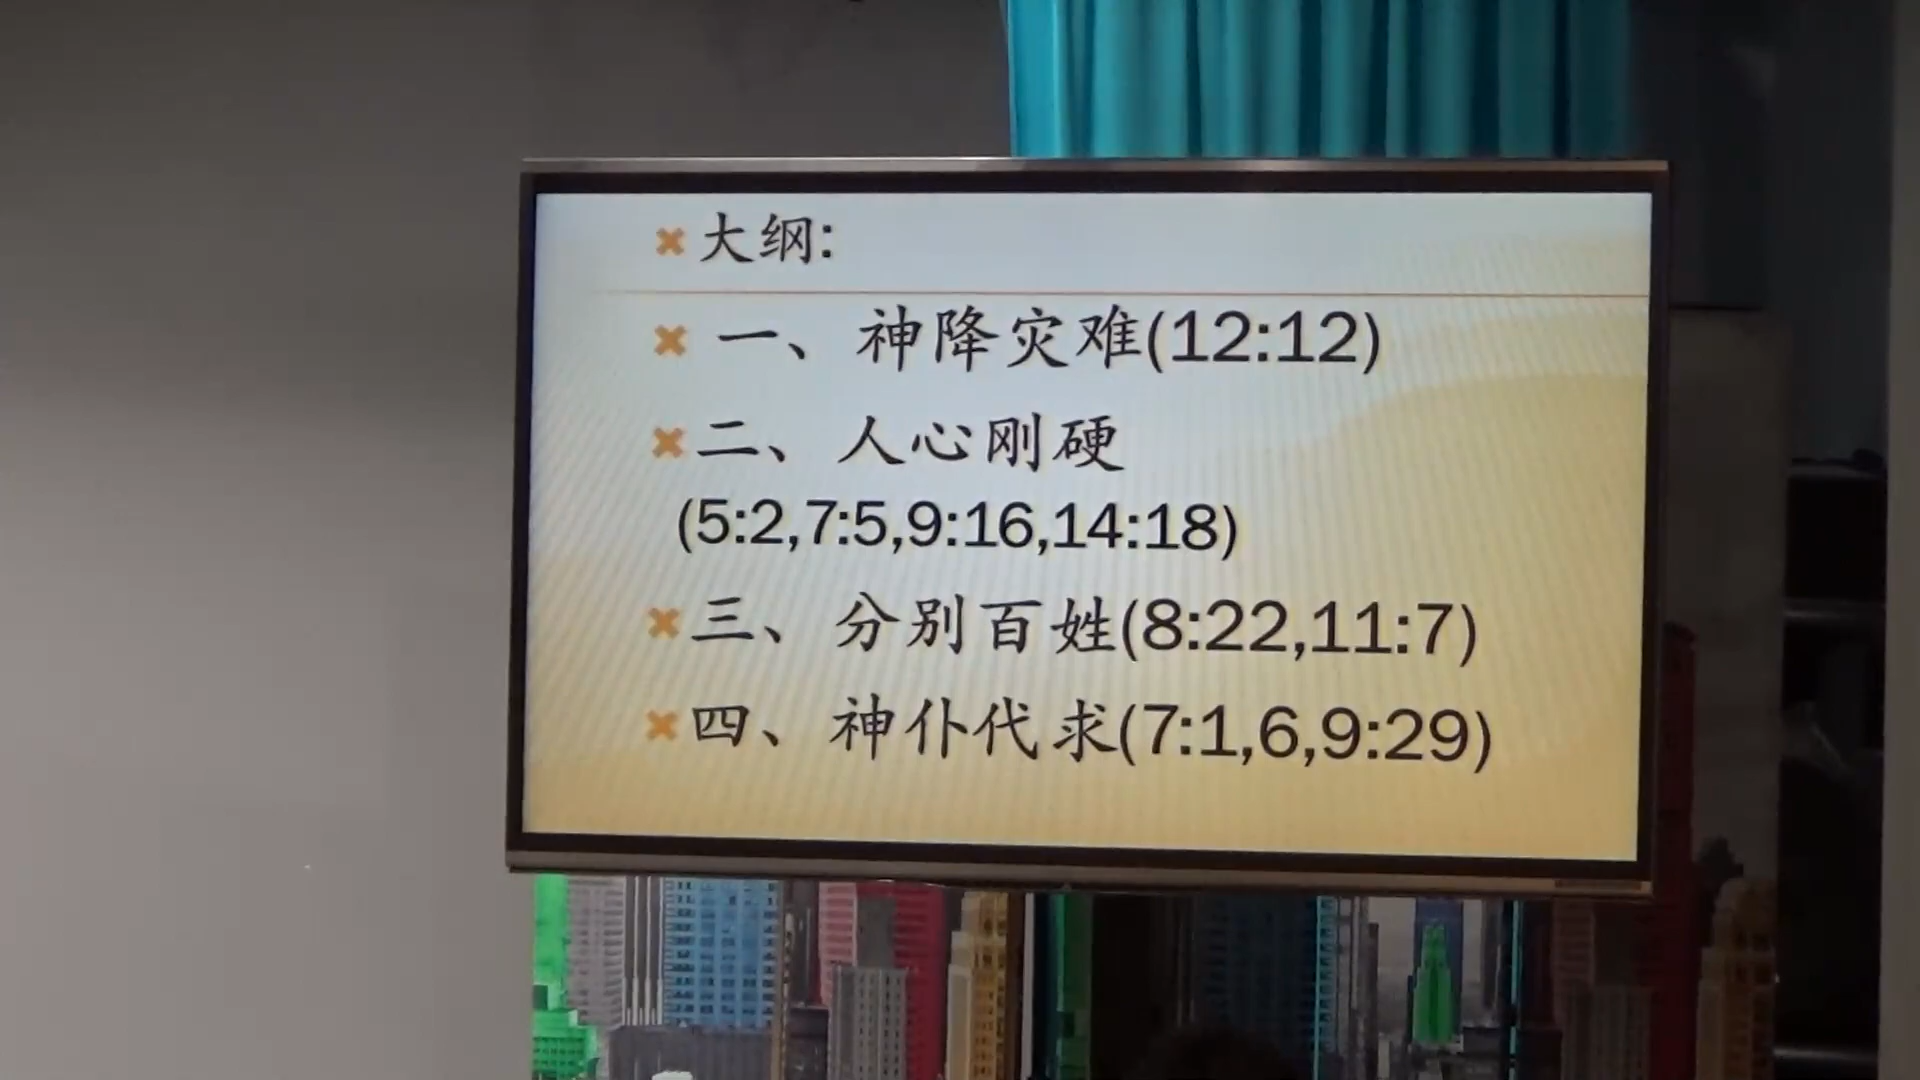 大纲:
一、神降灾难(12:12)
二、人心刚硬
(5:2,7:5,9:16,14:18)
三、分别百姓(8:22,11:7)
四、神仆代求(7:1,6,9:29)